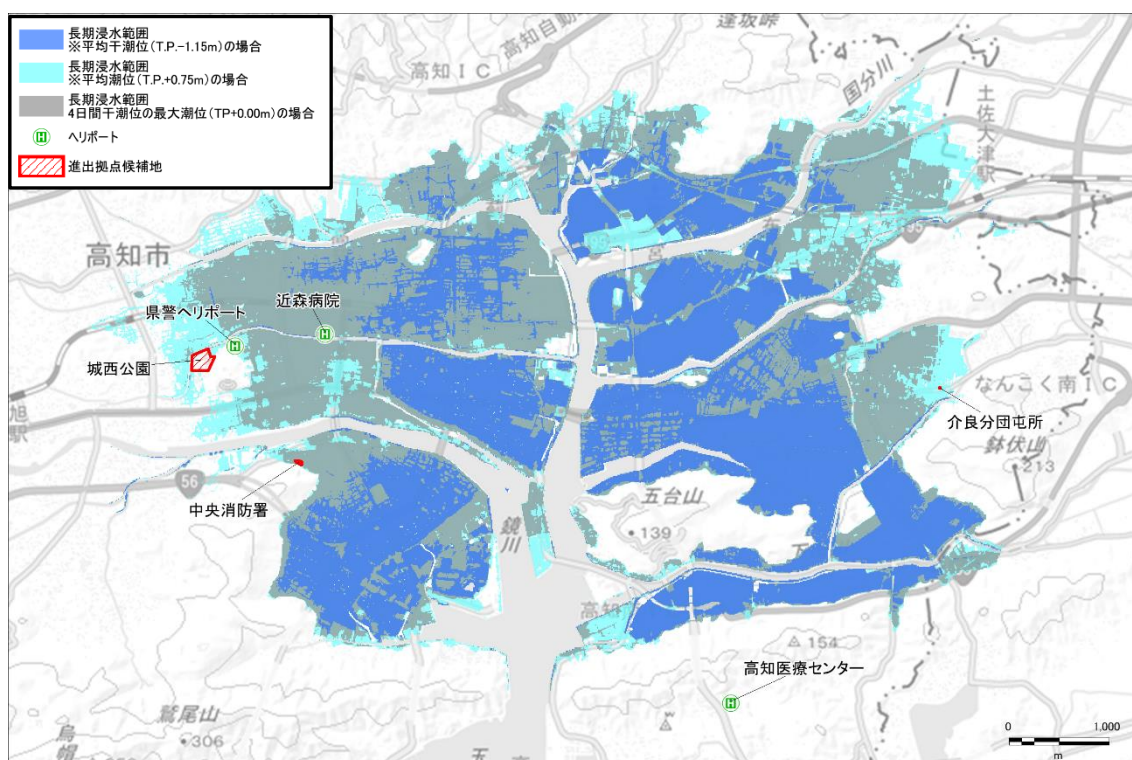 長期浸水範囲
※平均干潮位(T.P.−1.15m)の場合
長期浸水範囲
※平均潮位(T.P.+0.75m)の場合
長期浸水範囲
4日間干潮位の最大潮位(TP+0.00m)の場合
ヘリポート
進出拠点候補地
逢坂峠
高知自動
高知IC
国分川
土佐大津駅
195
高知市
県警ヘリポート
近森病院
城西公園
旭駅
なんこく南IC
介良分団屯所
鉢伏山
213
56
中央消防署
五台山
139
鏡川
下
高知
154
高知医療センター
鷲尾山
306
烏帽
五
0
1,000
m